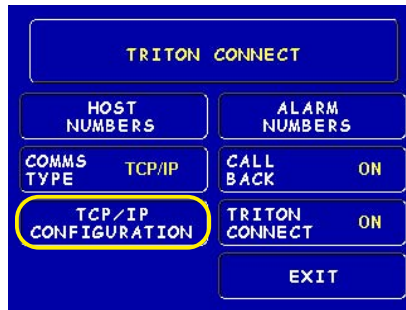 TRITON CONNECT
HOST
NUMBERS
ALARM
NUMBERS
COMMS
TYPE
TCP/IP
CALL
BACK
ON
TCP/IP
CONFIGURATION
TRITON
CONNECT
ON
EXIT